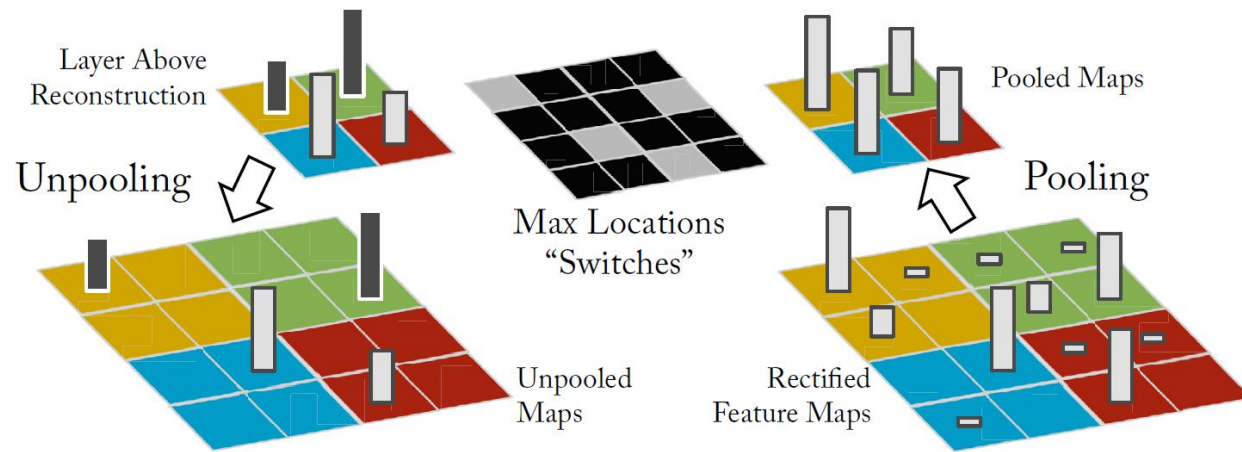 Layer Above
Reconstruction
Pooled Maps
Unpooling
Pooling
Max Locations
“Switches”
Unpooled
Maps
Rectified
Feature Maps